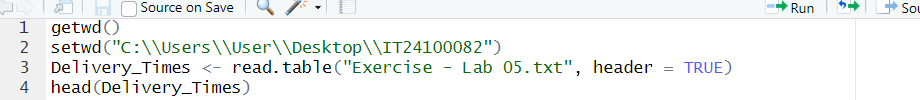 Source on Save
Run
Sou
1 getwd()
2 setwd("C:\\Users\\User\\Desktop\\IT24100082")
3 Delivery_Times <- read.table("Exercise - Lab 05.txt", header = TRUE)
4 head(Delivery_Times)